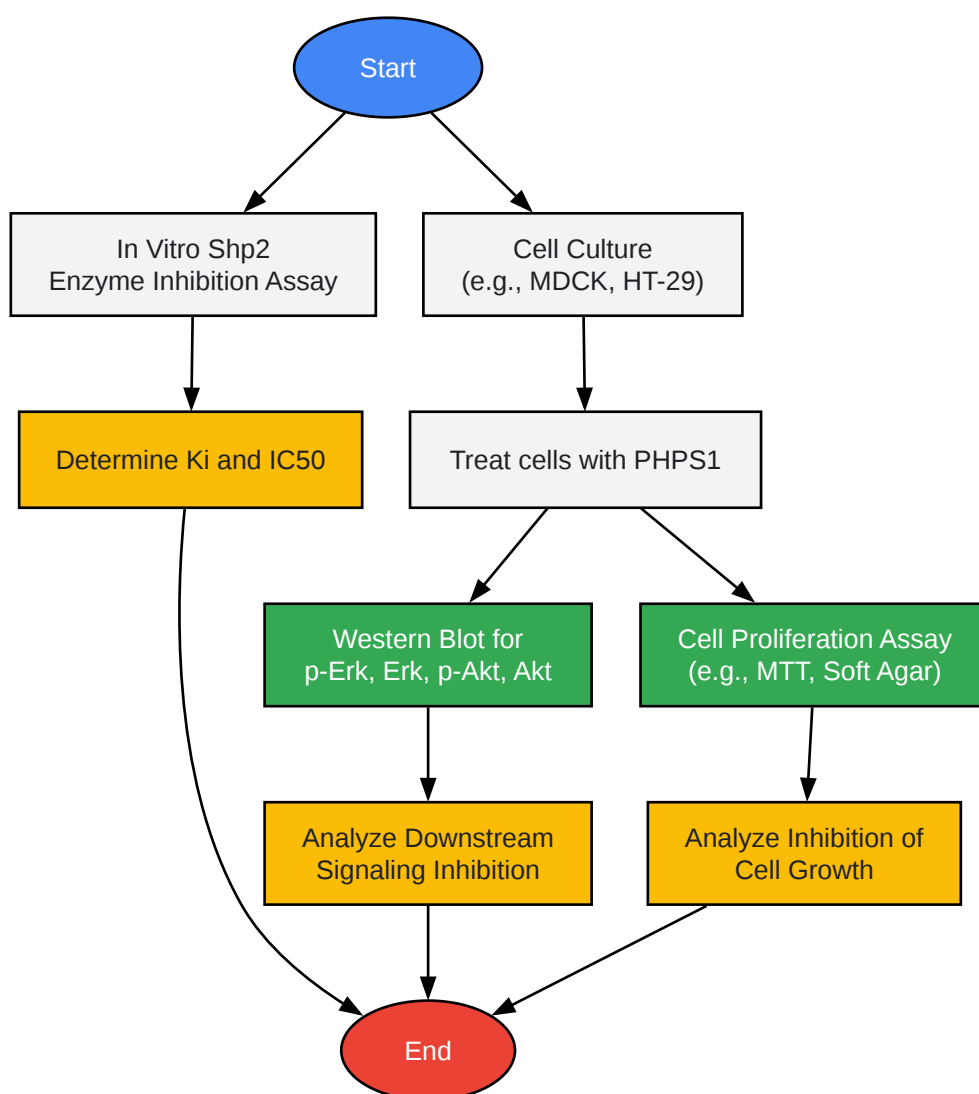 Start
In Vitro Shp2
Enzyme Inhibition Assay
Cell Culture
(e.g., MDCK, HT-29)
Determine Ki and IC50
Treat cells with PHPS1
Western Blot for
p-Erk, Erk, p-Akt, Akt
Cell Proliferation Assay
(e.g., MTT, Soft Agar)
Analyze Downstream
Signaling Inhibition
Analyze Inhibition of
Cell Growth
End